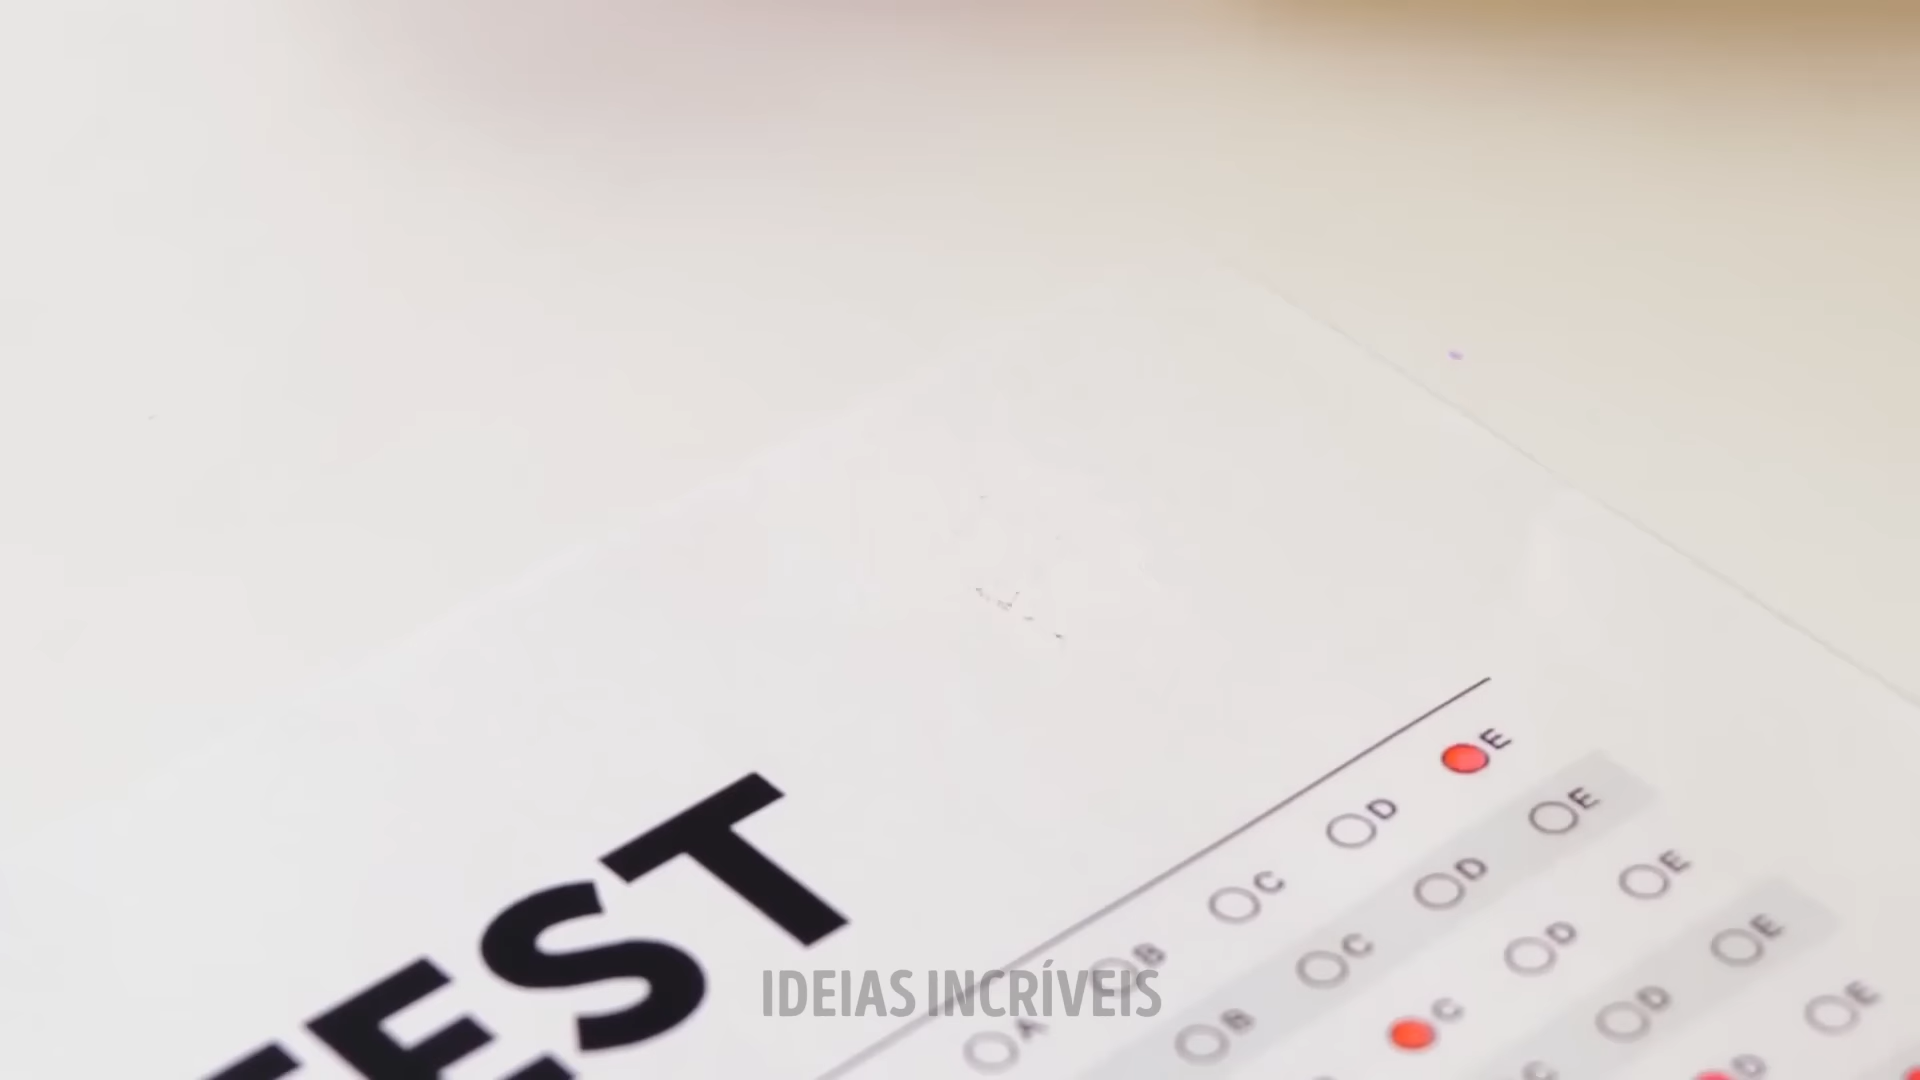 TEST
A B C D E
B C D E
C D E
C D E
D E
IDEIAS INCRÍVEIS